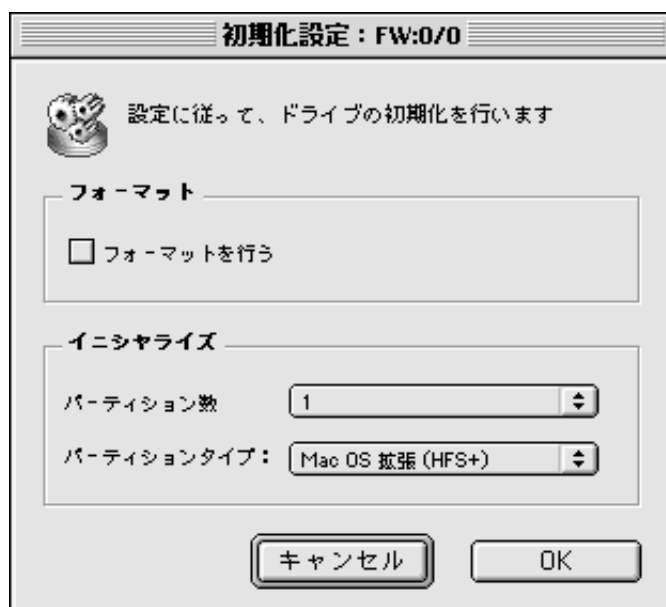 初期化設定：FW:0/0
設定に従って、ドライブの初期化を行います
フォーマット
フォーマットを行う
イニシャライズ
パーティション数
1
パーティションタイプ：
Mac OS 拡張 (HFS+)
キャンセル
OK